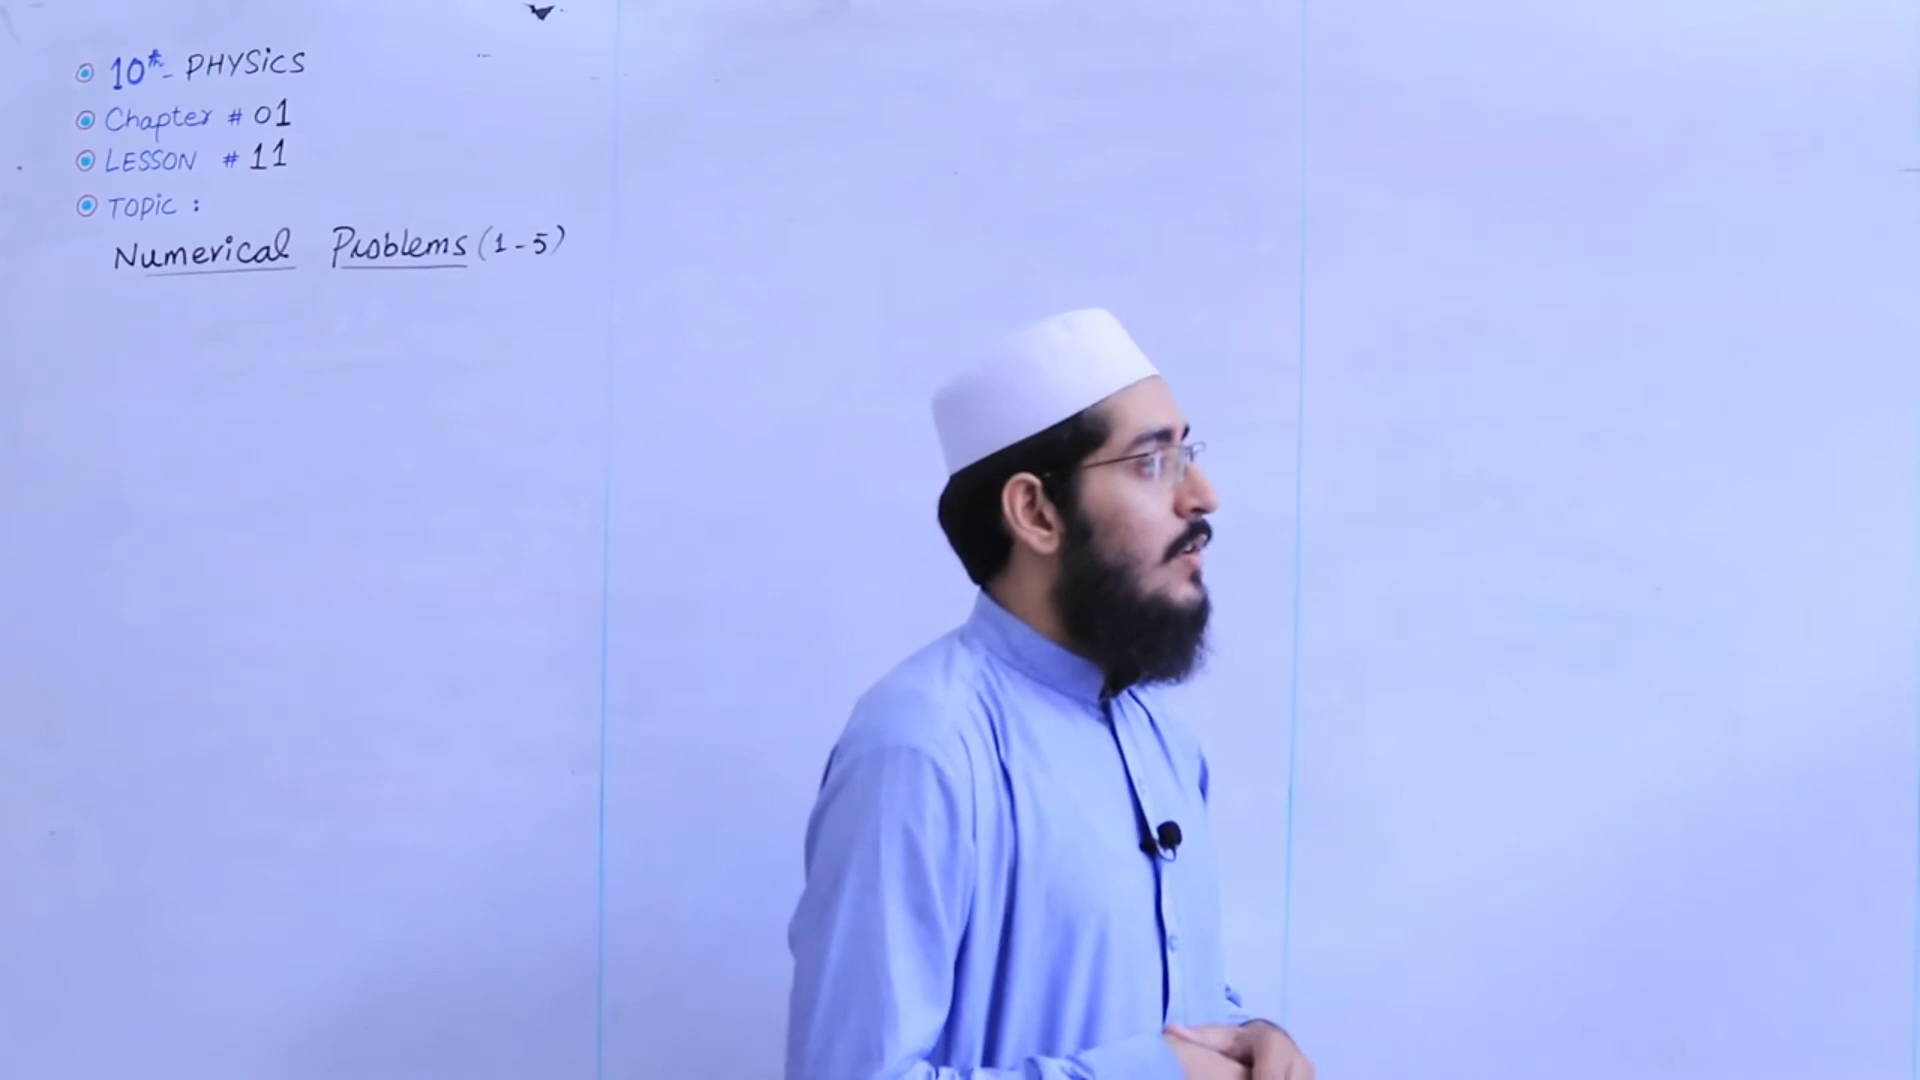 10th - PHYSICS
Chapter # 01
LESSON # 11
TOPIC :
Numerical Problems (1-5)